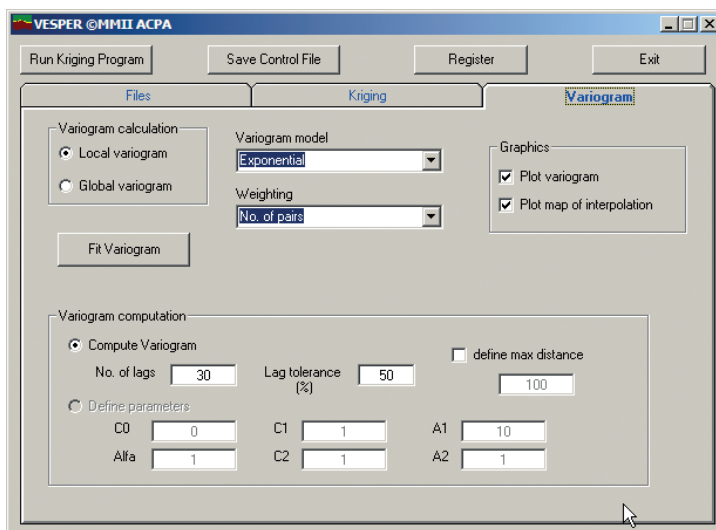 VESPER ©MMII ACPA
Run Kriging Program Save Control File Register Exit
Files Kriging Variogram
Variogram calculation
Local variogram
Global variogram
Variogram model
Exponential
Weighting
No. of pairs
Graphics
Plot variogram
Plot map of interpolation
Fit Variogram
Variogram computation
Compute Variogram
No. of lags 30 Lag tolerance (%) 50
define max distance
100
Define parameters
C0 0 C1 1 A1 10
Alfa 1 C2 1 A2 1